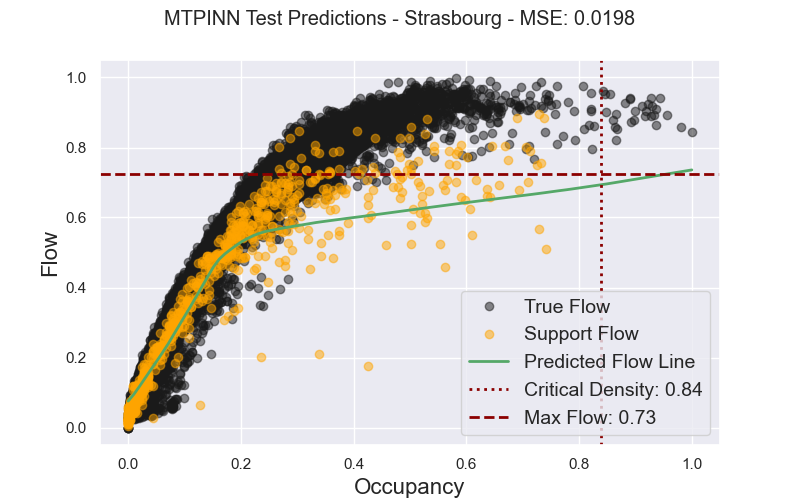 MTPINN Test Predictions - Strasbourg - MSE: 0.0198
1.0
0.8
0.6
0.4
0.2
0.0
Flow
True Flow
Support Flow
Predicted Flow Line
Critical Density: 0.84
Max Flow: 0.73
0.0 0.2 0.4 0.6 0.8 1.0
Occupancy